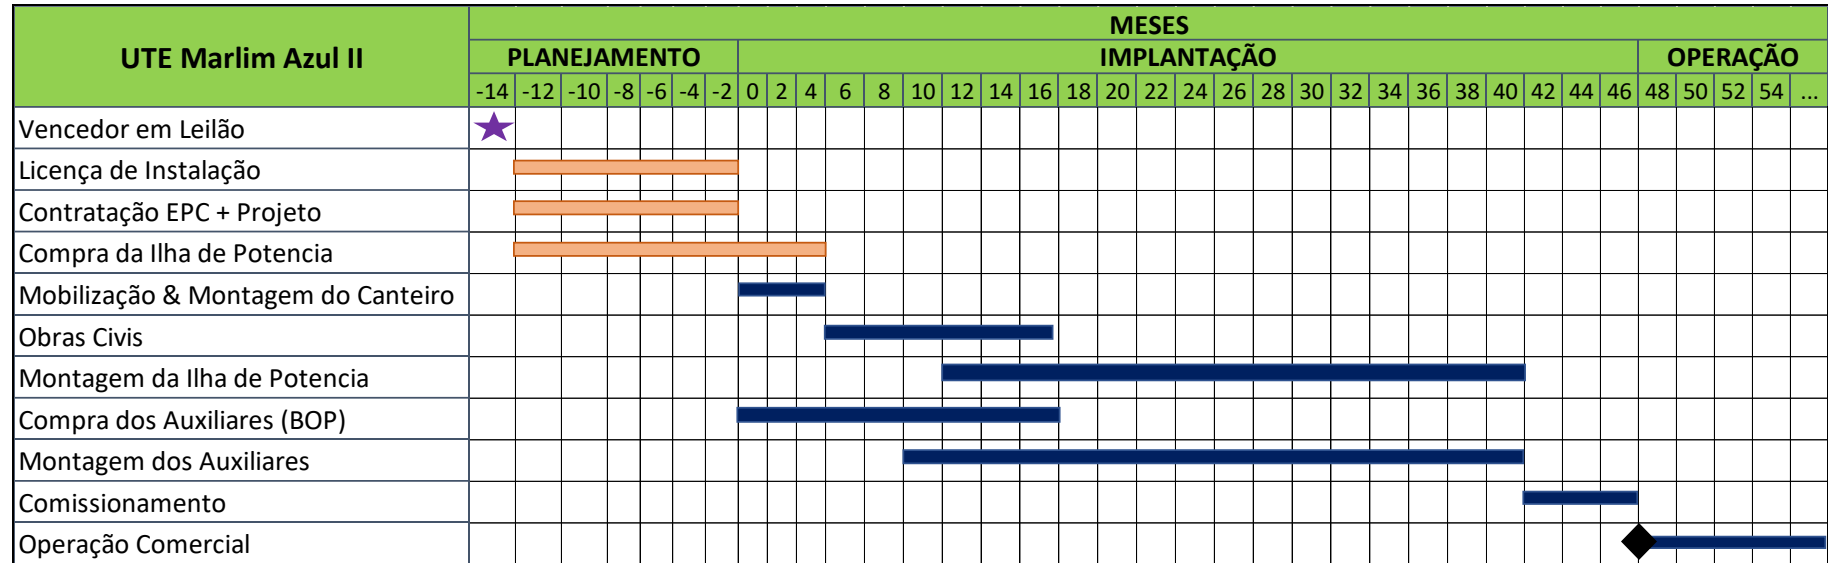 MESES
UTE Marlim Azul II
PLANEJAMENTO IMPLANTAÇÃO OPERAÇÃO
-14 -12 -10 -8 -6 -4 -2 0 2 4 6 8 10 12 14 16 18 20 22 24 26 28 30 32 34 36 38 40 42 44 46 48 50 52 54 ...
Vencedor em Leilão
Licença de Instalação
Contratação EPC + Projeto
Compra da Ilha de Potencia
Mobilização & Montagem do Canteiro
Obras Civis
Montagem da Ilha de Potencia
Compra dos Auxiliares (BOP)
Montagem dos Auxiliares
Comissionamento
Operação Comercial